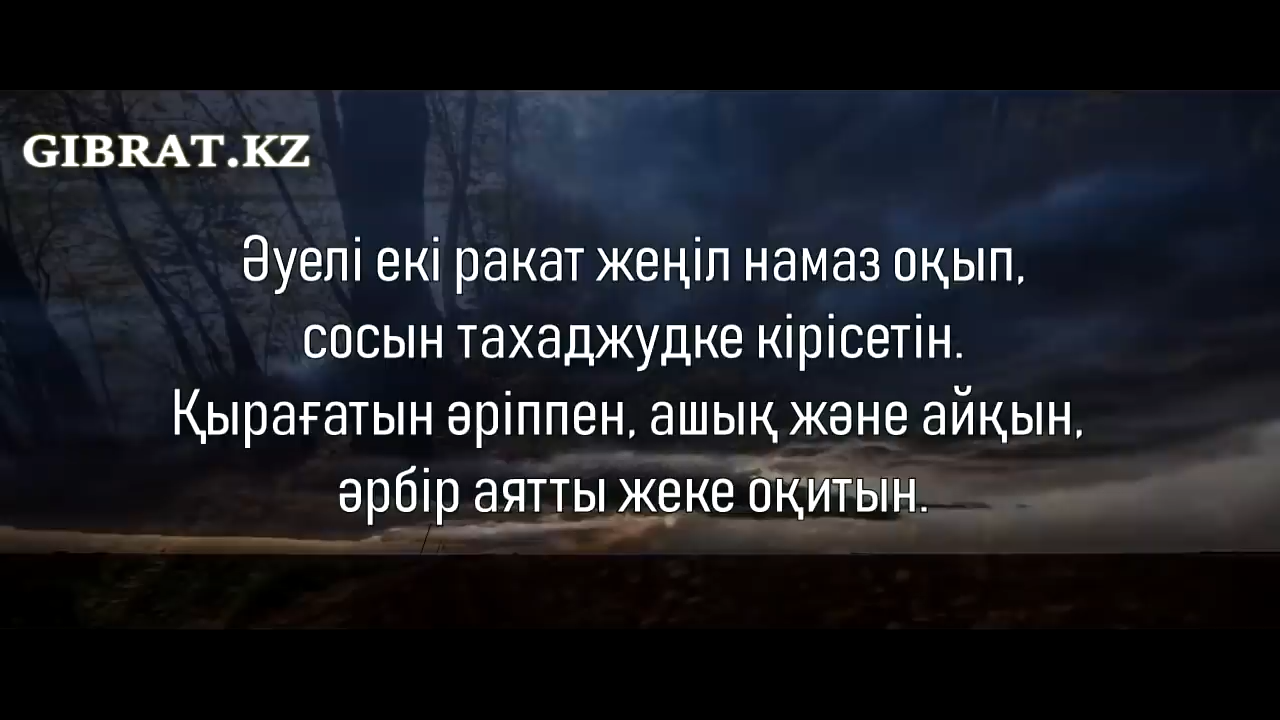 GIBRAT.KZ
Әуелі екі ракат жеңіл намаз оқып,
сосын тахаджудке кірісетін.
Қырағатын әріппен, ашық және айқын,
әрбір аятты жеке оқитын.